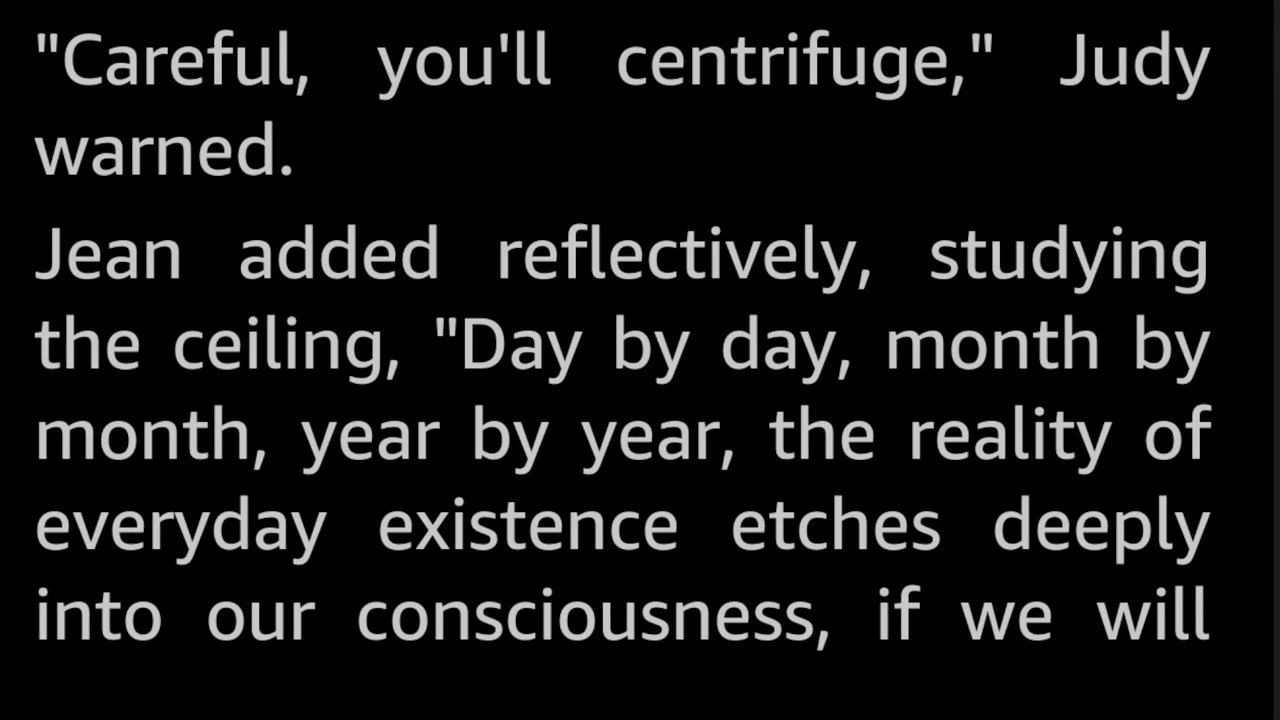 "Careful, you'll centrifuge," Judy
warned.
Jean added reflectively, studying
the ceiling, "Day by day, month by
month, year by year, the reality of
everyday existence etches deeply
into our consciousness, if we will